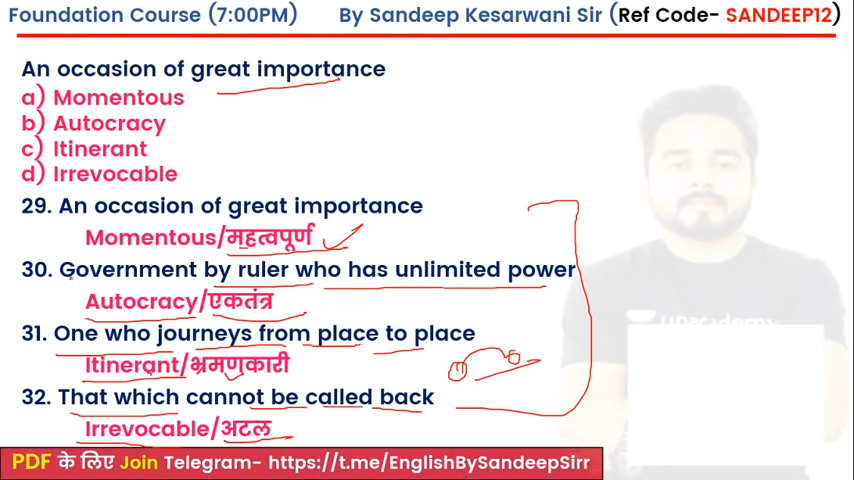 Foundation Course (7:00PM) By Sandeep Kesarwani Sir (Ref Code- SANDEEP12)
An occasion of great importance
a) Momentous
b) Autocracy
c) Itinerant
d) Irrevocable
29. An occasion of great importance
Momentous/महत्वपूर्ण
30. Government by ruler who has unlimited power
Autocracy/एकतंत्र
31. One who journeys from place to place
Itinerant/भ्रमणकारी
32. That which cannot be called back
Irrevocable/अटल
unacademy
PDF के लिए Join Telegram- https://t.me/EnglishBySandeepSirr